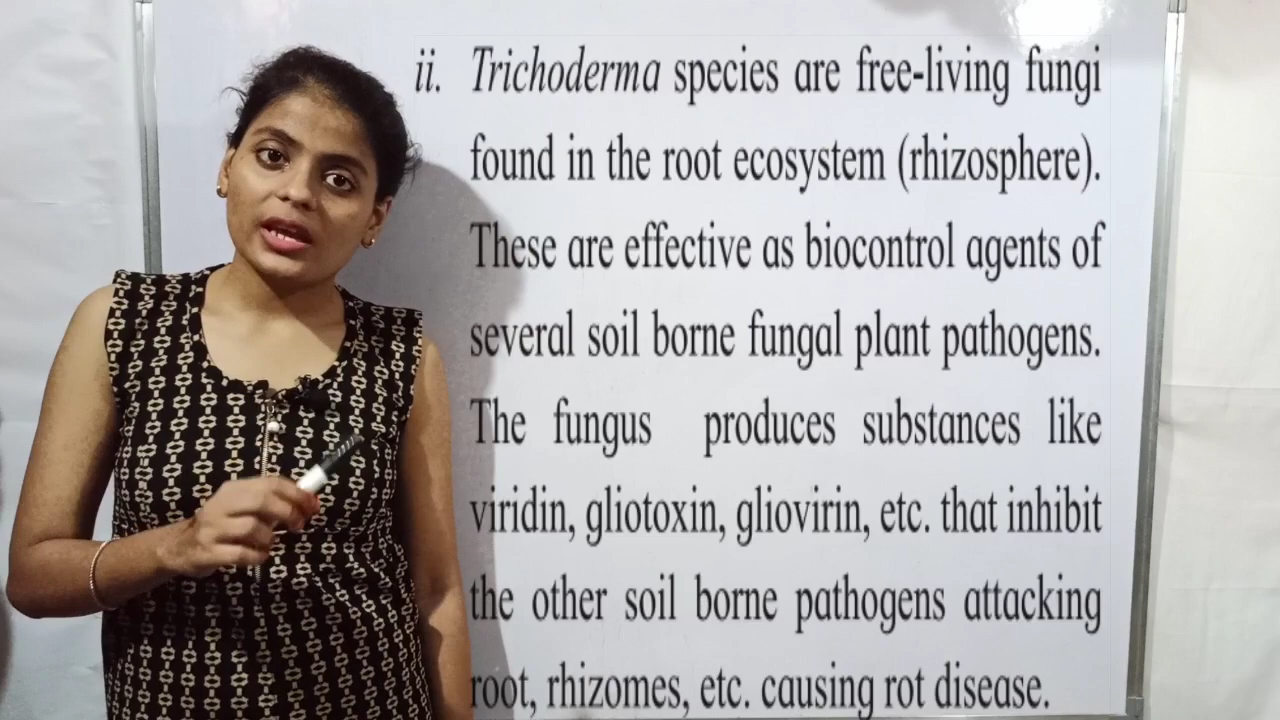 ii. Trichoderma species are free-living fungi
found in the root ecosystem (rhizosphere).
These are effective as biocontrol agents of
several soil borne fungal plant pathogens.
The fungus produces substances like
viridin, gliotoxin, gliovirin, etc. that inhibit
the other soil borne pathogens attacking
root, rhizomes, etc. causing rot disease.